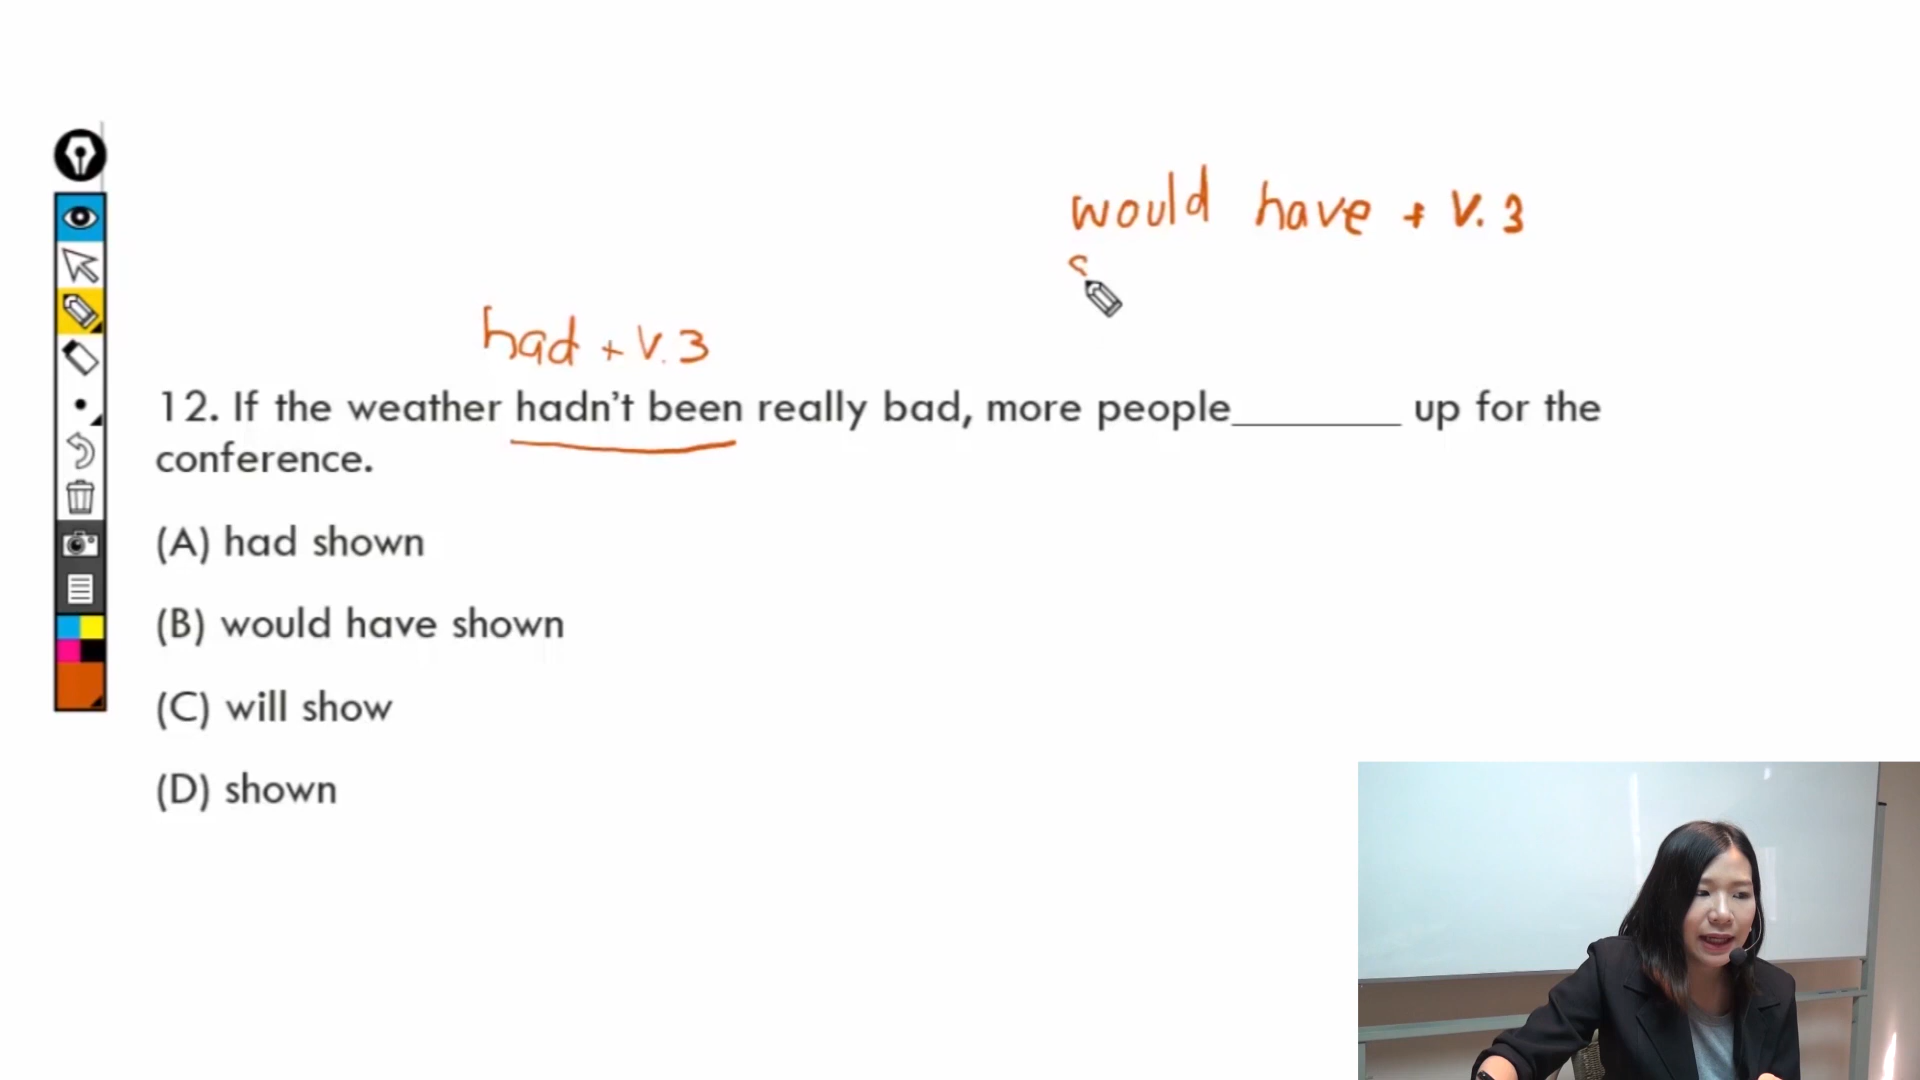 would have + V.3
s
had + V.3
12. If the weather hadn't been really bad, more people________ up for the
conference.
(A) had shown
(B) would have shown
(C) will show
(D) shown